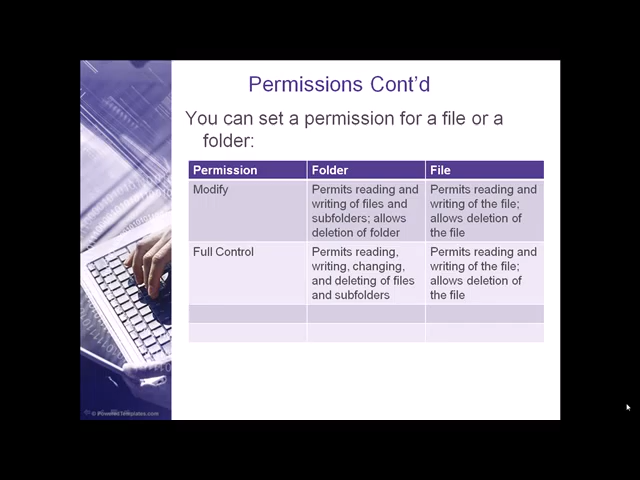 Permissions Cont'd
You can set a permission for a file or a
folder:
Permission Folder File
Modify
Permits reading and
writing of files and
subfolders; allows
deletion of folder
Permits reading and
writing of the file;
allows deletion of
the file
Full Control
Permits reading,
writing, changing,
and deleting of files
and subfolders
Permits reading and
writing of the file;
allows deletion of
the file
© PoweredTemplates.com